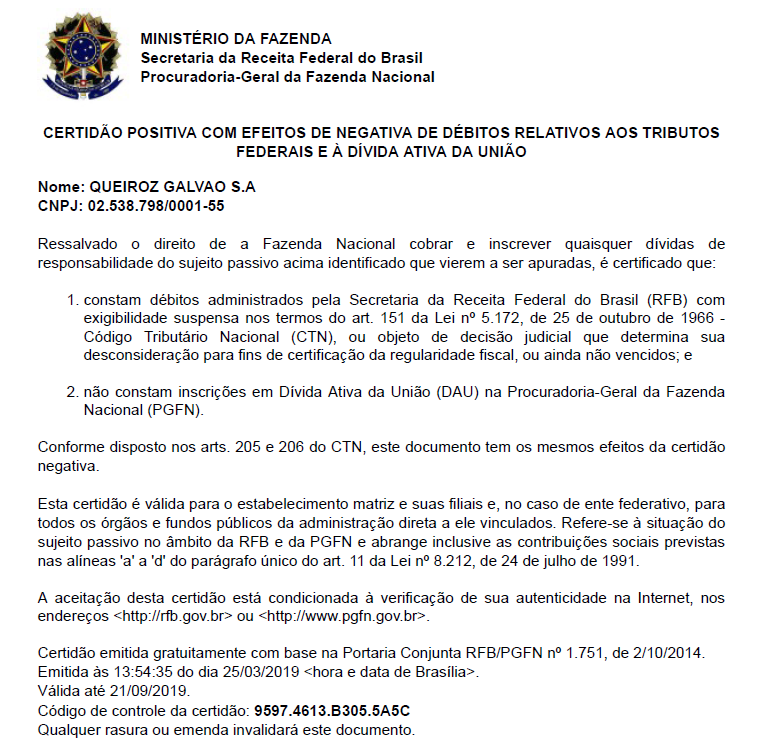 MINISTÉRIO DA FAZENDA
Secretaria da Receita Federal do Brasil
Procuradoria-Geral da Fazenda Nacional
CERTIDÃO POSITIVA COM EFEITOS DE NEGATIVA DE DÉBITOS RELATIVOS AOS TRIBUTOS
FEDERAIS E À DÍVIDA ATIVA DA UNIÃO
Nome: QUEIROZ GALVAO S.A
CNPJ: 02.538.798/0001-55
Ressalvado o direito de a Fazenda Nacional cobrar e inscrever quaisquer dívidas de
responsabilidade do sujeito passivo acima identificado que vierem a ser apuradas, é certificado que:
1. constam débitos administrados pela Secretaria da Receita Federal do Brasil (RFB) com
exigibilidade suspensa nos termos do art. 151 da Lei nº 5.172, de 25 de outubro de 1966 -
Código Tributário Nacional (CTN), ou objeto de decisão judicial que determina sua
desconsideração para fins de certificação da regularidade fiscal, ou ainda não vencidos; e
2. não constam inscrições em Dívida Ativa da União (DAU) na Procuradoria-Geral da Fazenda
Nacional (PGFN).
Conforme disposto nos arts. 205 e 206 do CTN, este documento tem os mesmos efeitos da certidão
negativa.
Esta certidão é válida para o estabelecimento matriz e suas filiais e, no caso de ente federativo, para
todos os órgãos e fundos públicos da administração direta a ele vinculados. Refere-se à situação do
sujeito passivo no âmbito da RFB e da PGFN e abrange inclusive as contribuições sociais previstas
nas alíneas 'a' a 'd' do parágrafo único do art. 11 da Lei nº 8.212, de 24 de julho de 1991.
A aceitação desta certidão está condicionada à verificação de sua autenticidade na Internet, nos
endereços <http://rfb.gov.br> ou <http://www.pgfn.gov.br>.
Certidão emitida gratuitamente com base na Portaria Conjunta RFB/PGFN nº 1.751, de 2/10/2014.
Emitida às 13:54:35 do dia 25/03/2019 <hora e data de Brasília>.
Válida até 21/09/2019.
Código de controle da certidão: 9597.4613.B305.5A5C
Qualquer rasura ou emenda invalidará este documento.